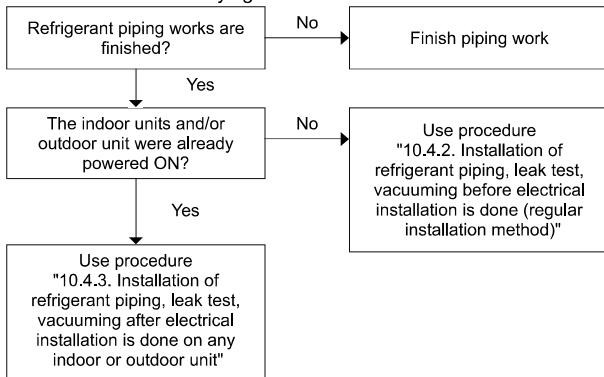 Refrigerant piping works are
finished?
No
Finish piping work
Yes
The indoor units and/or
outdoor unit were already
powered ON?
No
Use procedure
"10.4.2. Installation of
refrigerant piping, leak test,
vacuuming before electrical
installation is done (regular
installation method)"
Yes
Use procedure
"10.4.3. Installation of
refrigerant piping, leak test,
vacuuming after electrical
installation is done on any
indoor or outdoor unit"